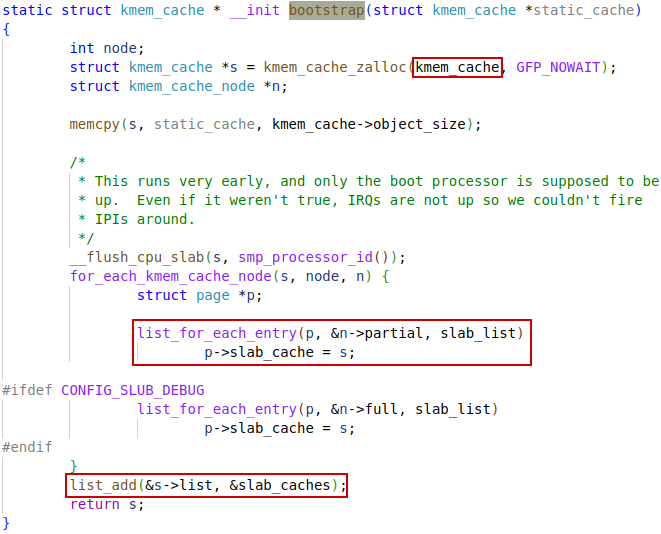 static struct kmem_cache * __init bootstrap(struct kmem_cache *static_cache)
{
        int node;
        struct kmem_cache *s = kmem_cache_zalloc(kmem_cache, GFP_NOWAIT);
        struct kmem_cache_node *n;

        memcpy(s, static_cache, kmem_cache->object_size);

        /*
         * This runs very early, and only the boot processor is supposed to be
         * up.  Even if it weren't true, IRQs are not up so we couldn't fire
         * IPIs around.
         */
        __flush_cpu_slab(s, smp_processor_id());
        for_each_kmem_cache_node(s, node, n) {
                struct page *p;

                list_for_each_entry(p, &n->partial, slab_list)
                        p->slab_cache = s;

#ifdef CONFIG_SLUB_DEBUG
                list_for_each_entry(p, &n->full, slab_list)
                        p->slab_cache = s;
#endif
        }
        list_add(&s->list, &slab_caches);
        return s;
}